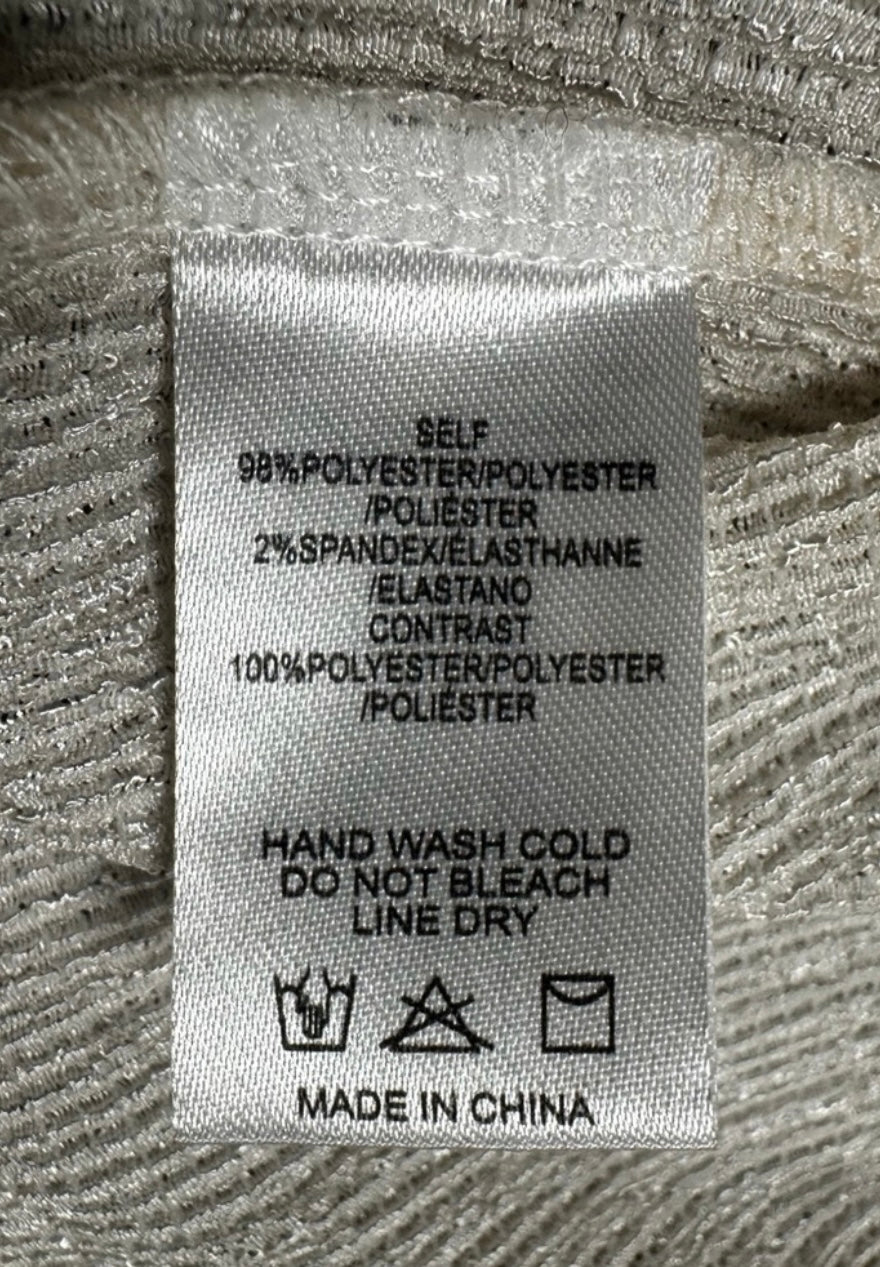 SELF
98%POLYESTER/POLYESTER
/POLIÉSTER
2%SPANDEX/ÉLASTHANNE
/ELASTANO
CONTRAST
100%POLYESTER/POLYESTER
/POLIÉSTER
HAND WASH COLD
DO NOT BLEACH
LINE DRY
MADE IN CHINA